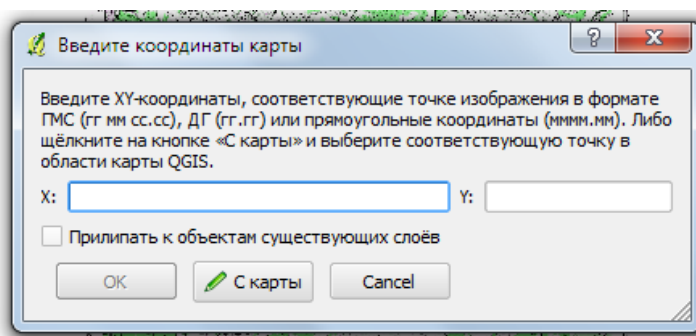 Введите координаты карты
Введите XY-координаты, соответствующие точке изображения в формате
ГМС (гг мм сс.сс), ДГ (гг.гг) или прямоугольные координаты (мммм.мм). Либо
щёлкните на кнопке «С карты» и выберите соответствующую точку в
области карты QGIS.
X: Y:
Прилипать к объектам существующих слоёв
OK С карты Cancel